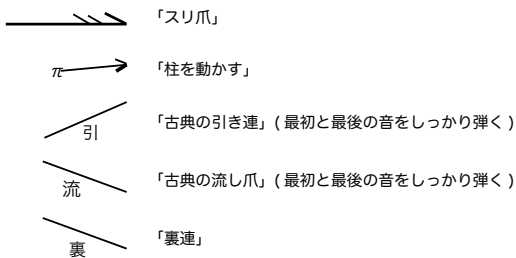 「スリ爪」
π 「柱を動かす」
引 「古典の引き連」( 最初と最後の音をしっかり弾く )
流 「古典の流し爪」( 最初と最後の音をしっかり弾く )
裏 「裏連」